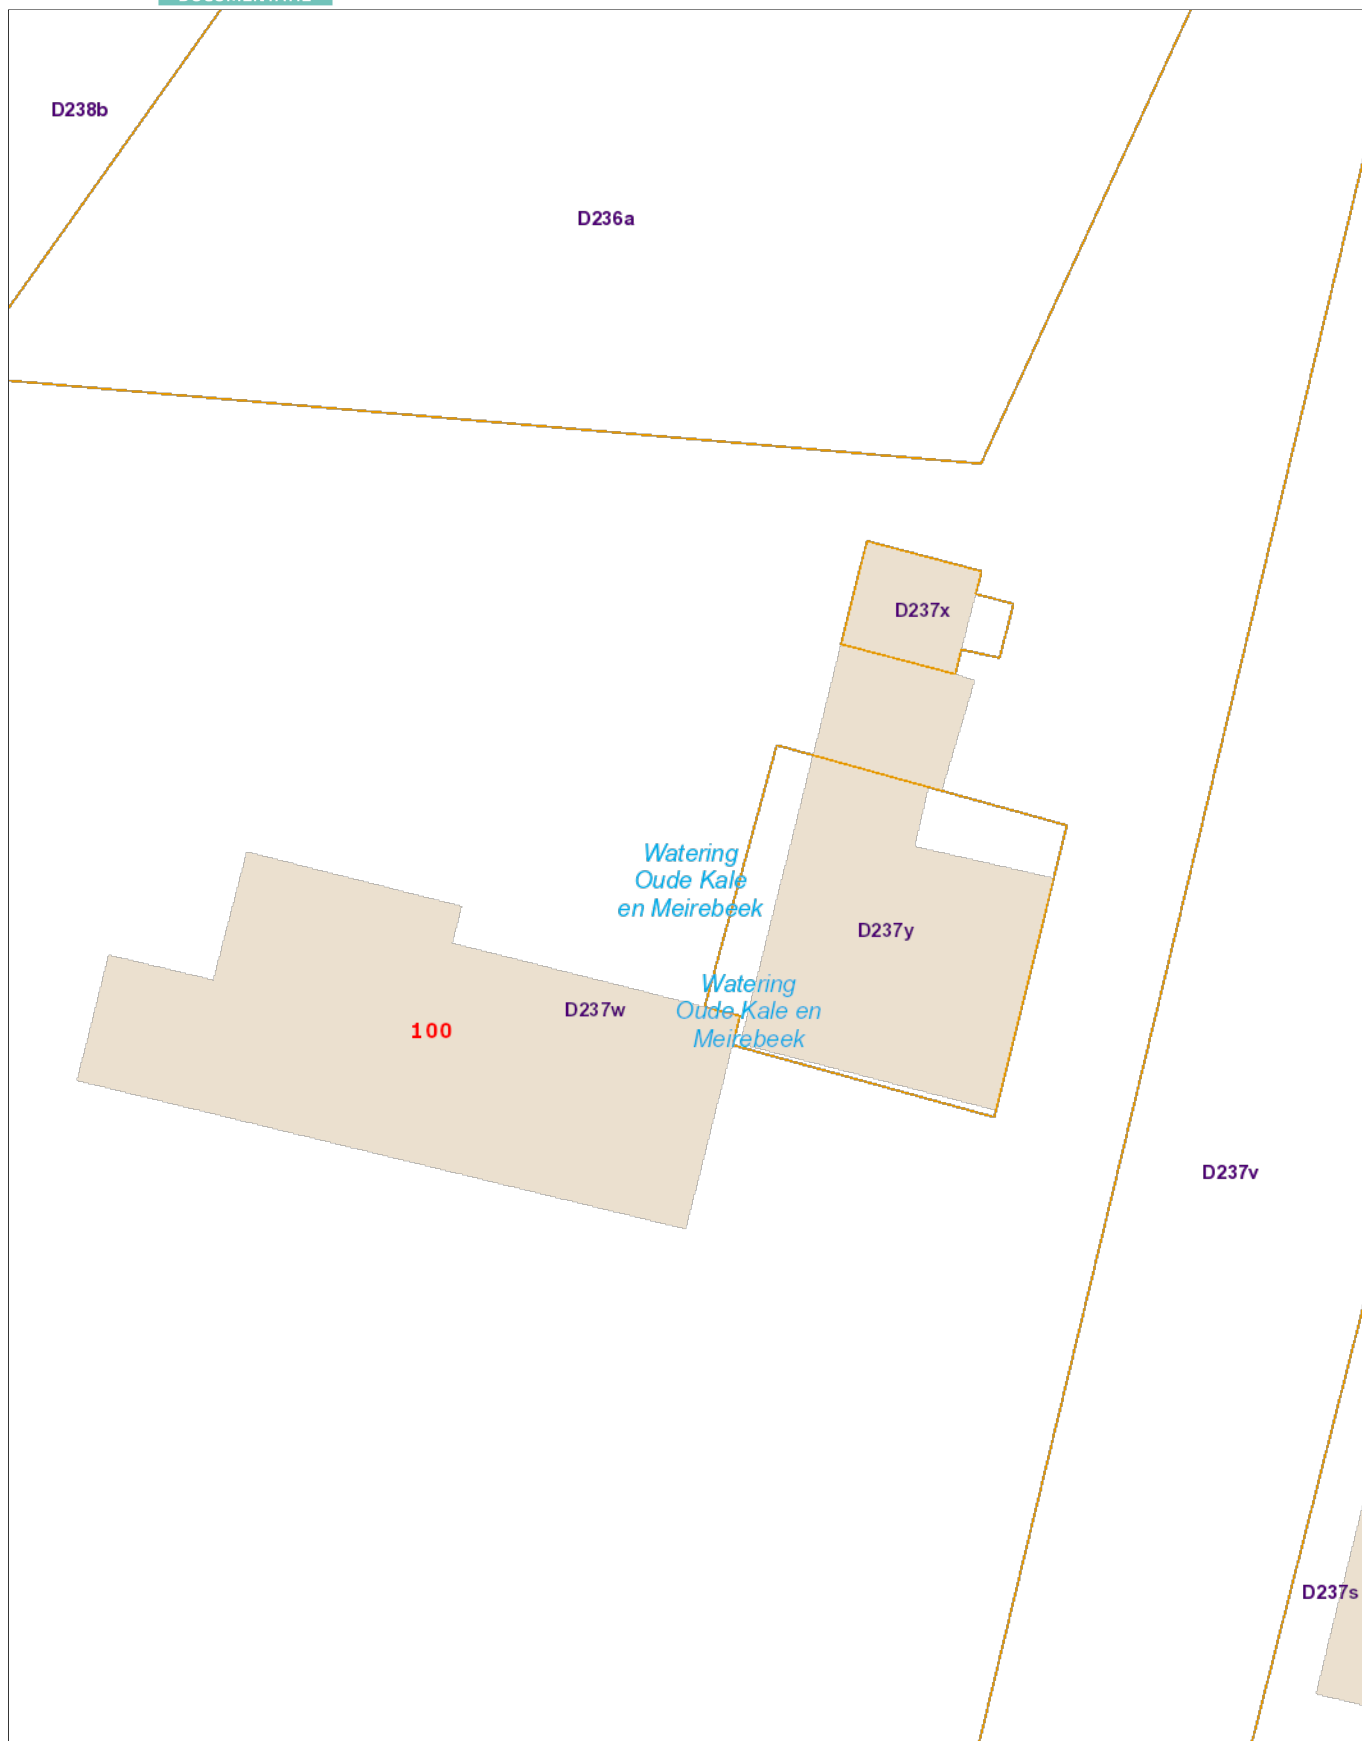 D238b
D236a
D237x
Watering
Oude Kale
en Meirebeek
D237y
Watering
Oude Kale en
Meirebeek
D237w
100
D237v
D237s